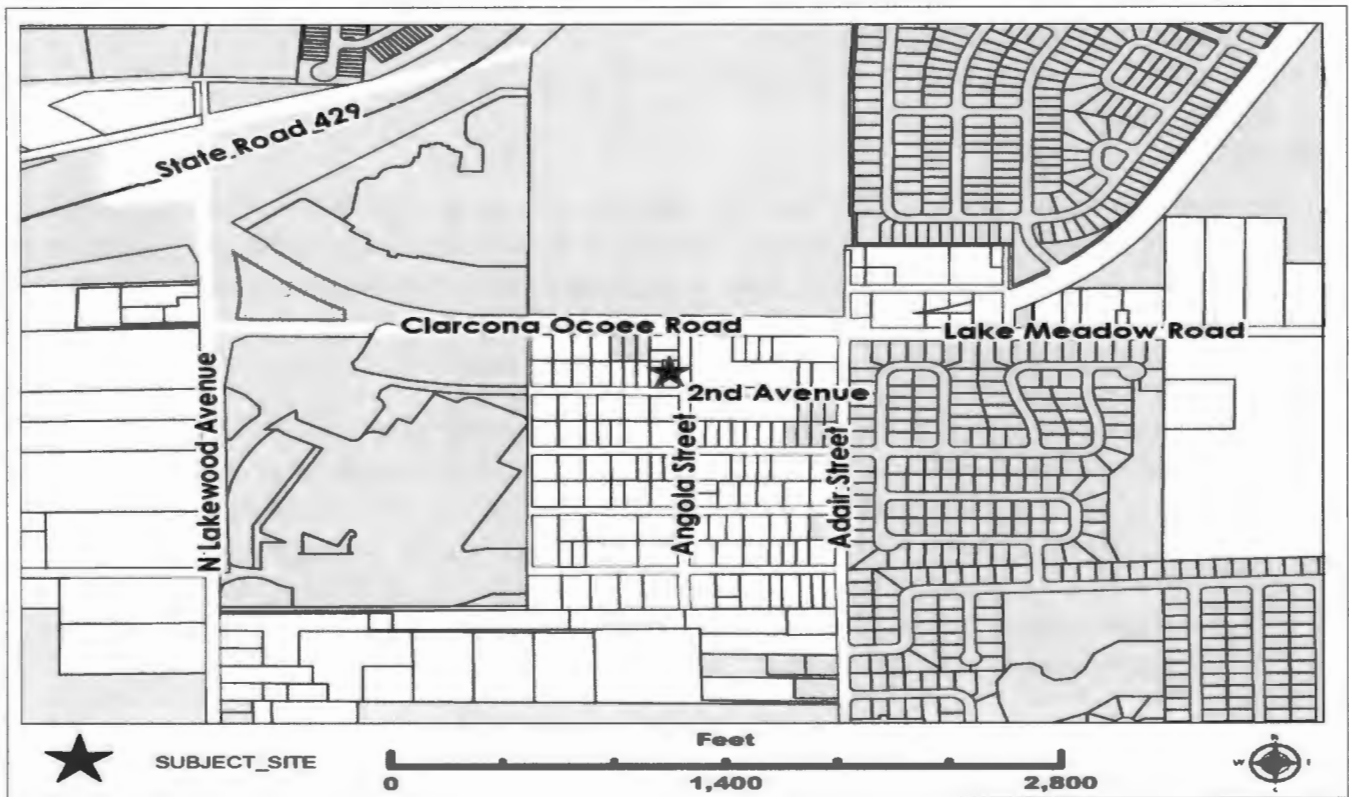 State Road 429
Clarcona Ocoee Road
Lake Meadow Road
N Lakewood Avenue
2nd Avenue
Angola Street
Adair Street
SUBJECT_SITE
Feet
0
1,400
2,800
N
W